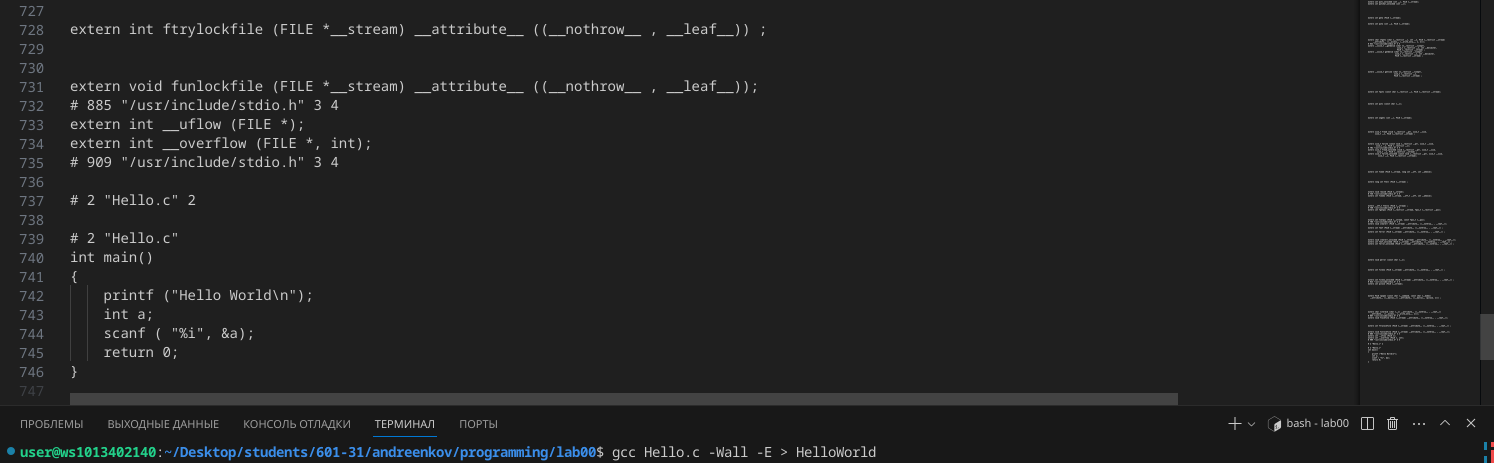 727
728 extern int ftrylockfile (FILE *__stream) __attribute__ ((__nothrow__ , __leaf__)) ;
729
730
731 extern void funlockfile (FILE *__stream) __attribute__ ((__nothrow__ , __leaf__));
732 # 885 "/usr/include/stdio.h" 3 4
733 extern int __uflow (FILE *);
734 extern int __overflow (FILE *, int);
735 # 909 "/usr/include/stdio.h" 3 4
736
737 # 2 "Hello.c" 2
738
739 # 2 "Hello.c"
740 int main()
741 {
742     printf ("Hello World\n");
743     int a;
744     scanf ( "%i", &a);
745     return 0;
746 }
747
ПРОБЛЕМЫ ВЫХОДНЫЕ ДАННЫЕ КОНСОЛЬ ОТЛАДКИ ТЕРМИНАЛ ПОРТЫ bash - lab00
user@ws1013402140:~/Desktop/students/601-31/andreenkov/programming/lab00$ gcc Hello.c -Wall -E > HelloWorld